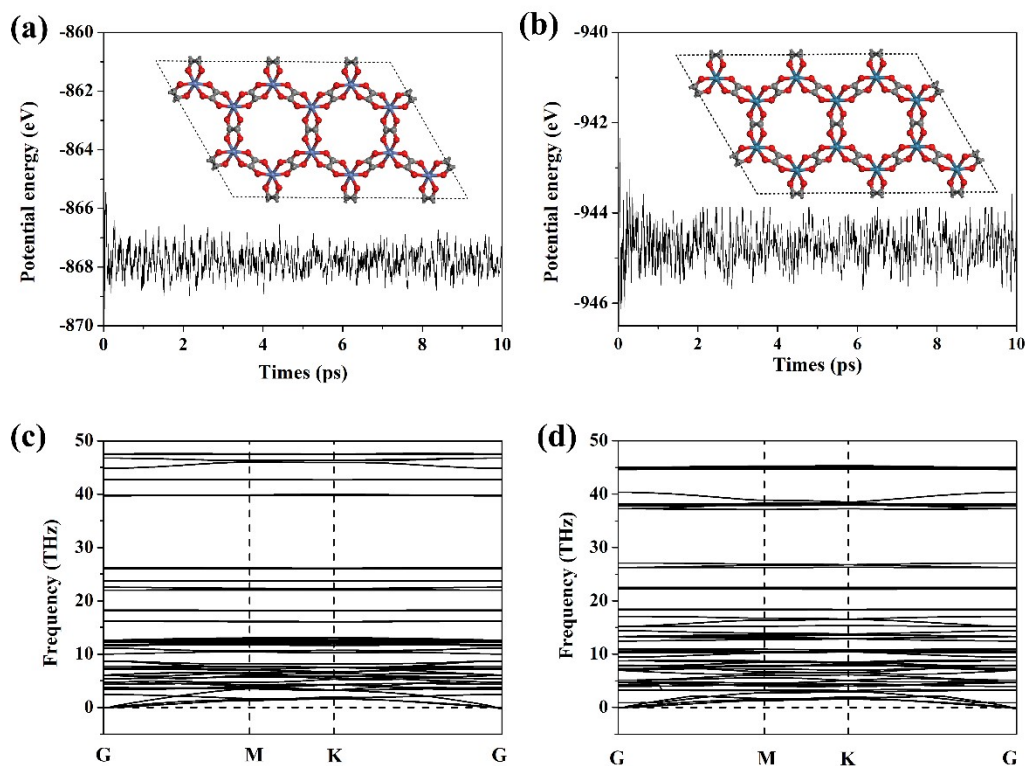 (a)
-860
-862
-864
-866
-868
-870
Potential energy (eV)
0 2 4 6 8 10
Times (ps)
(b)
-940
-942
-944
-946
Potential energy (eV)
0 2 4 6 8 10
Times (ps)
(c)
50
40
30
20
10
0
Frequency (THz)
G M K G
(d)
50
40
30
20
10
0
Frequency (THz)
G M K G